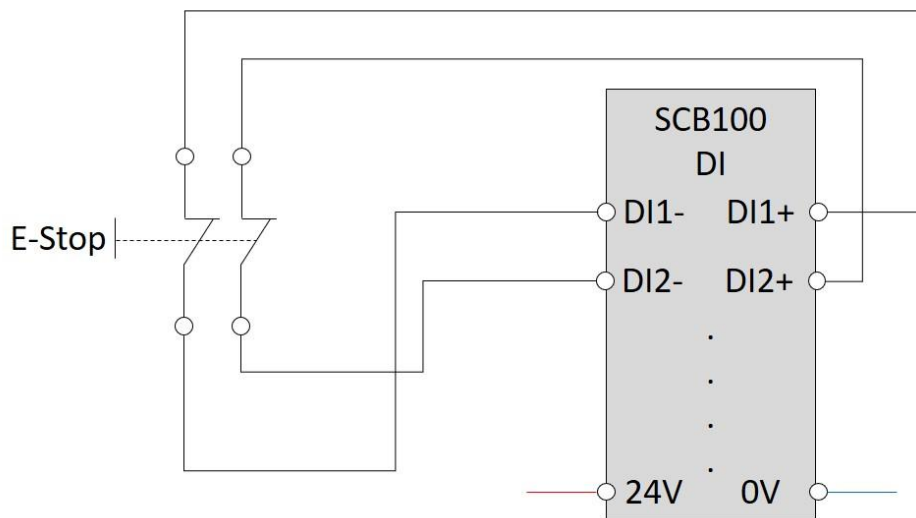 SCB100
DI
E-Stop
DI1- DI1+
DI2- DI2+
24V 0V